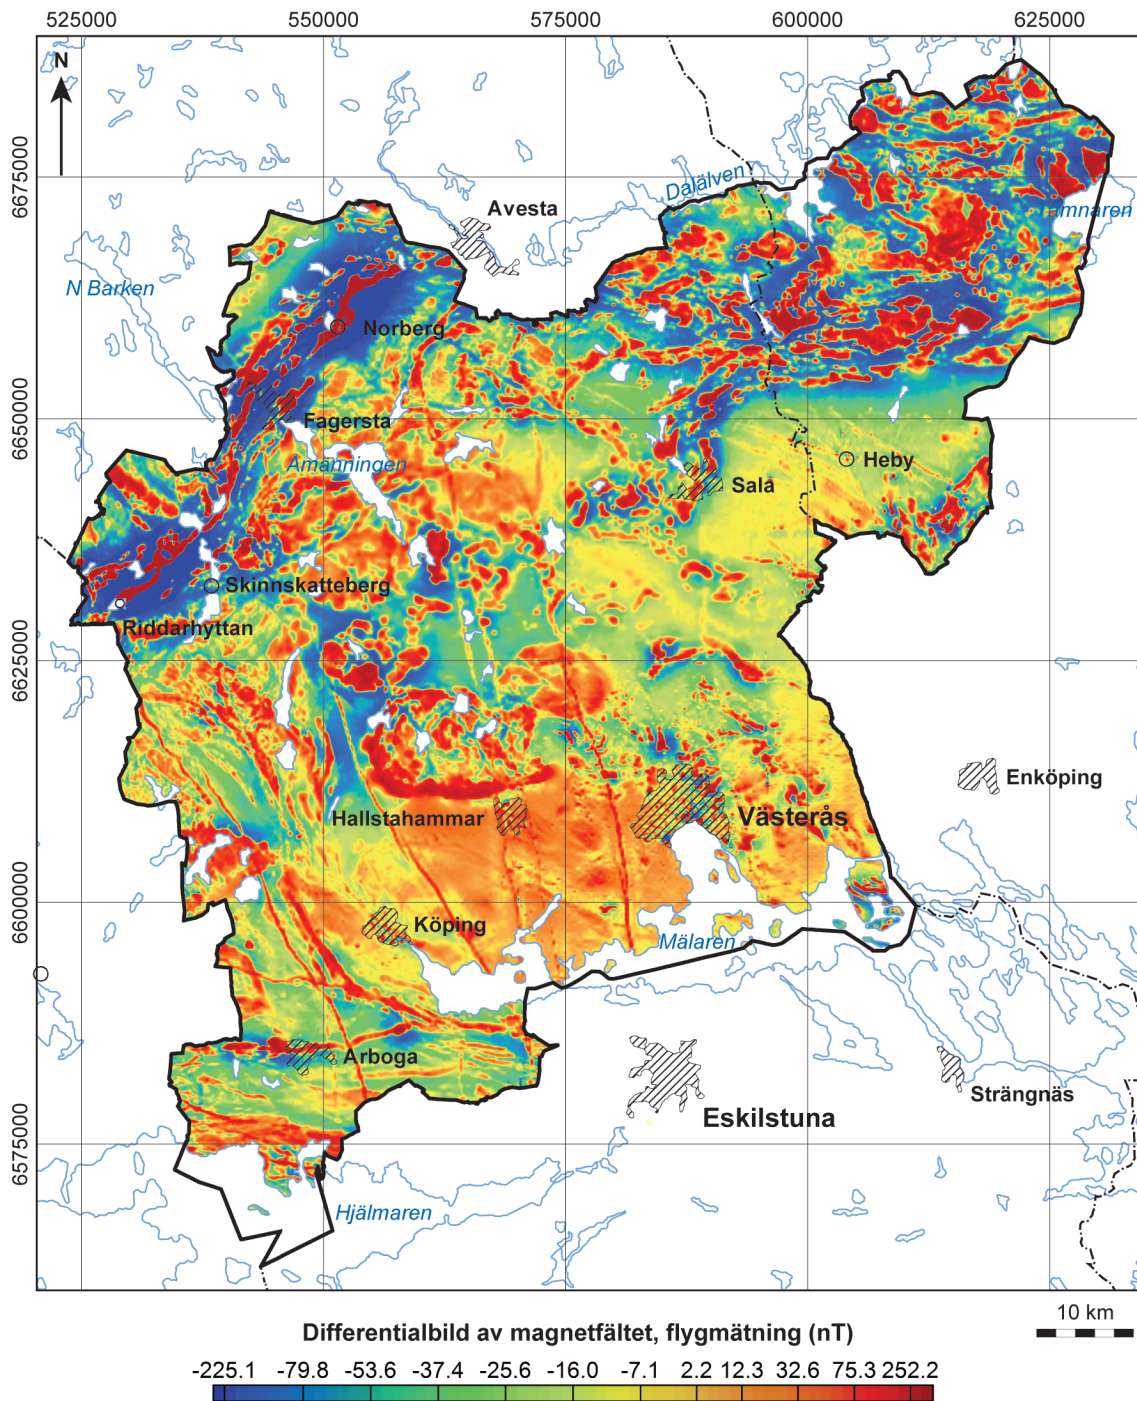 525000 550000 575000 600000 625000
N
6675000
Dalälven
Avesta
Tämnaren
N Barken
Norberg
6650000
Fagersta
Åmänningen
Heby
Sala
Skinnskatteberg
Riddarhyttan
6625000
Enköping
Hallstahammar
Västerås
6600000
Köping
Mälaren
Arboga
Strängnäs
Eskilstuna
6575000
Hjälmaren
10 km
Differentialbild av magnetfältet, flygmätning (nT)
-225.1 -79.8 -53.6 -37.4 -25.6 -16.0 -7.1 2.2 12.3 32.6 75.3 252.2